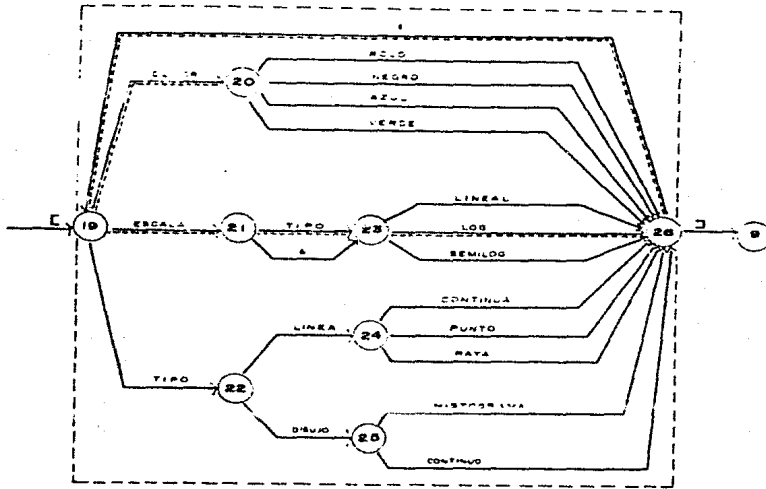 20
ROJO
NEGRO
AZUL
VERDE
[
19
ESCALA
21
TIPO
&
23
LINEAL
LOG
SEMILOG
26
]
9
TIPO
22
LINEA
24
CONTINUA
PUNTO
RAYA
DIBUJO
25
HISTOGRAMA
CONTINUO